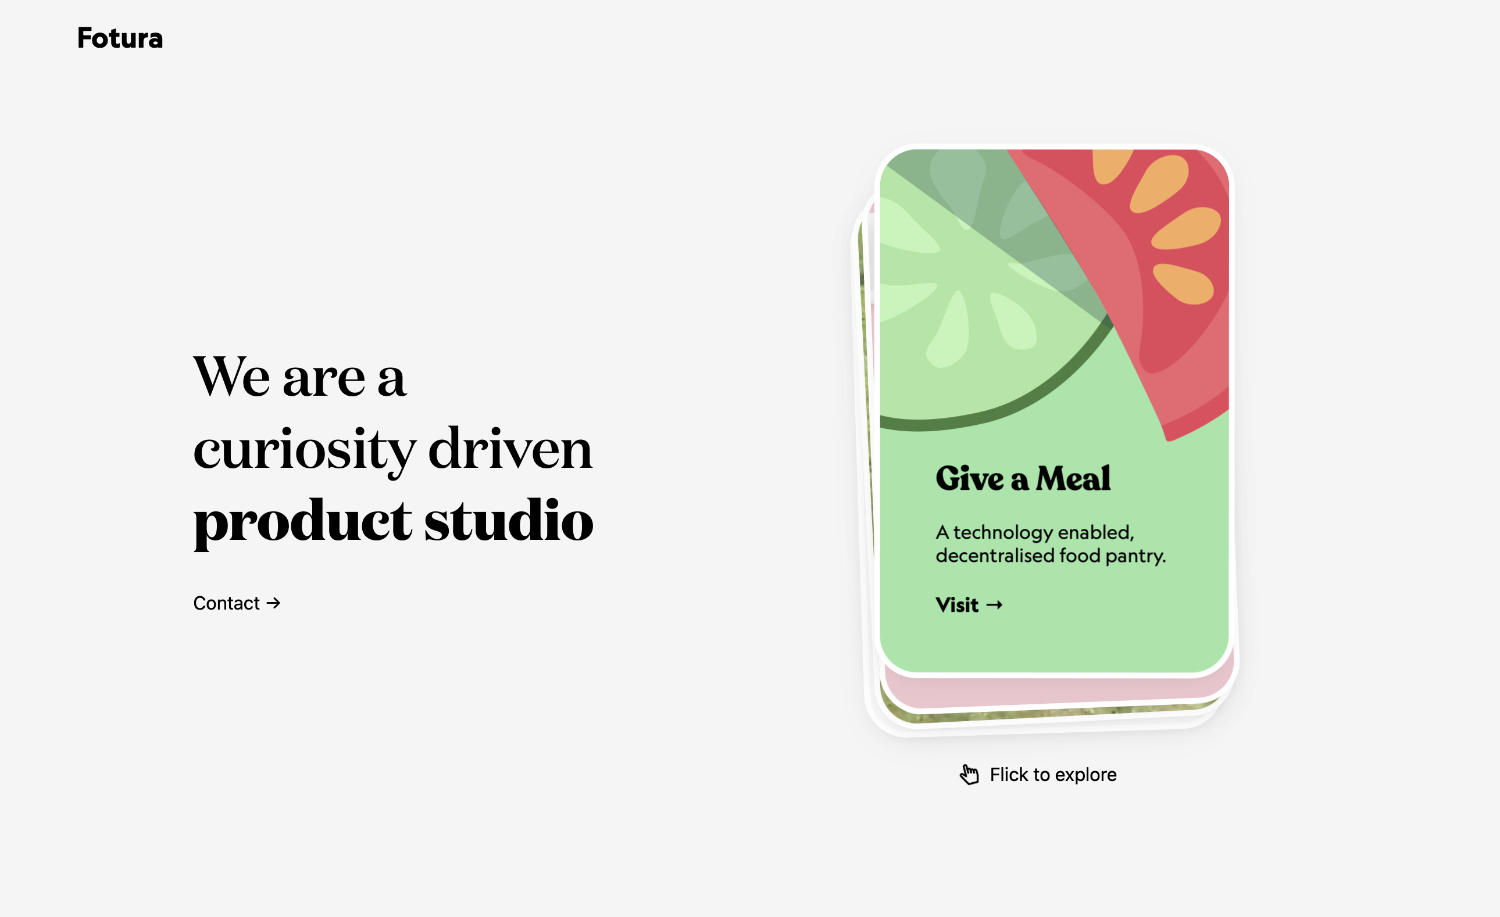 Fotura
We are a
curiosity driven
product studio
Contact →
Give a Meal
A technology enabled,
decentralised food pantry.
Visit →
Flick to explore